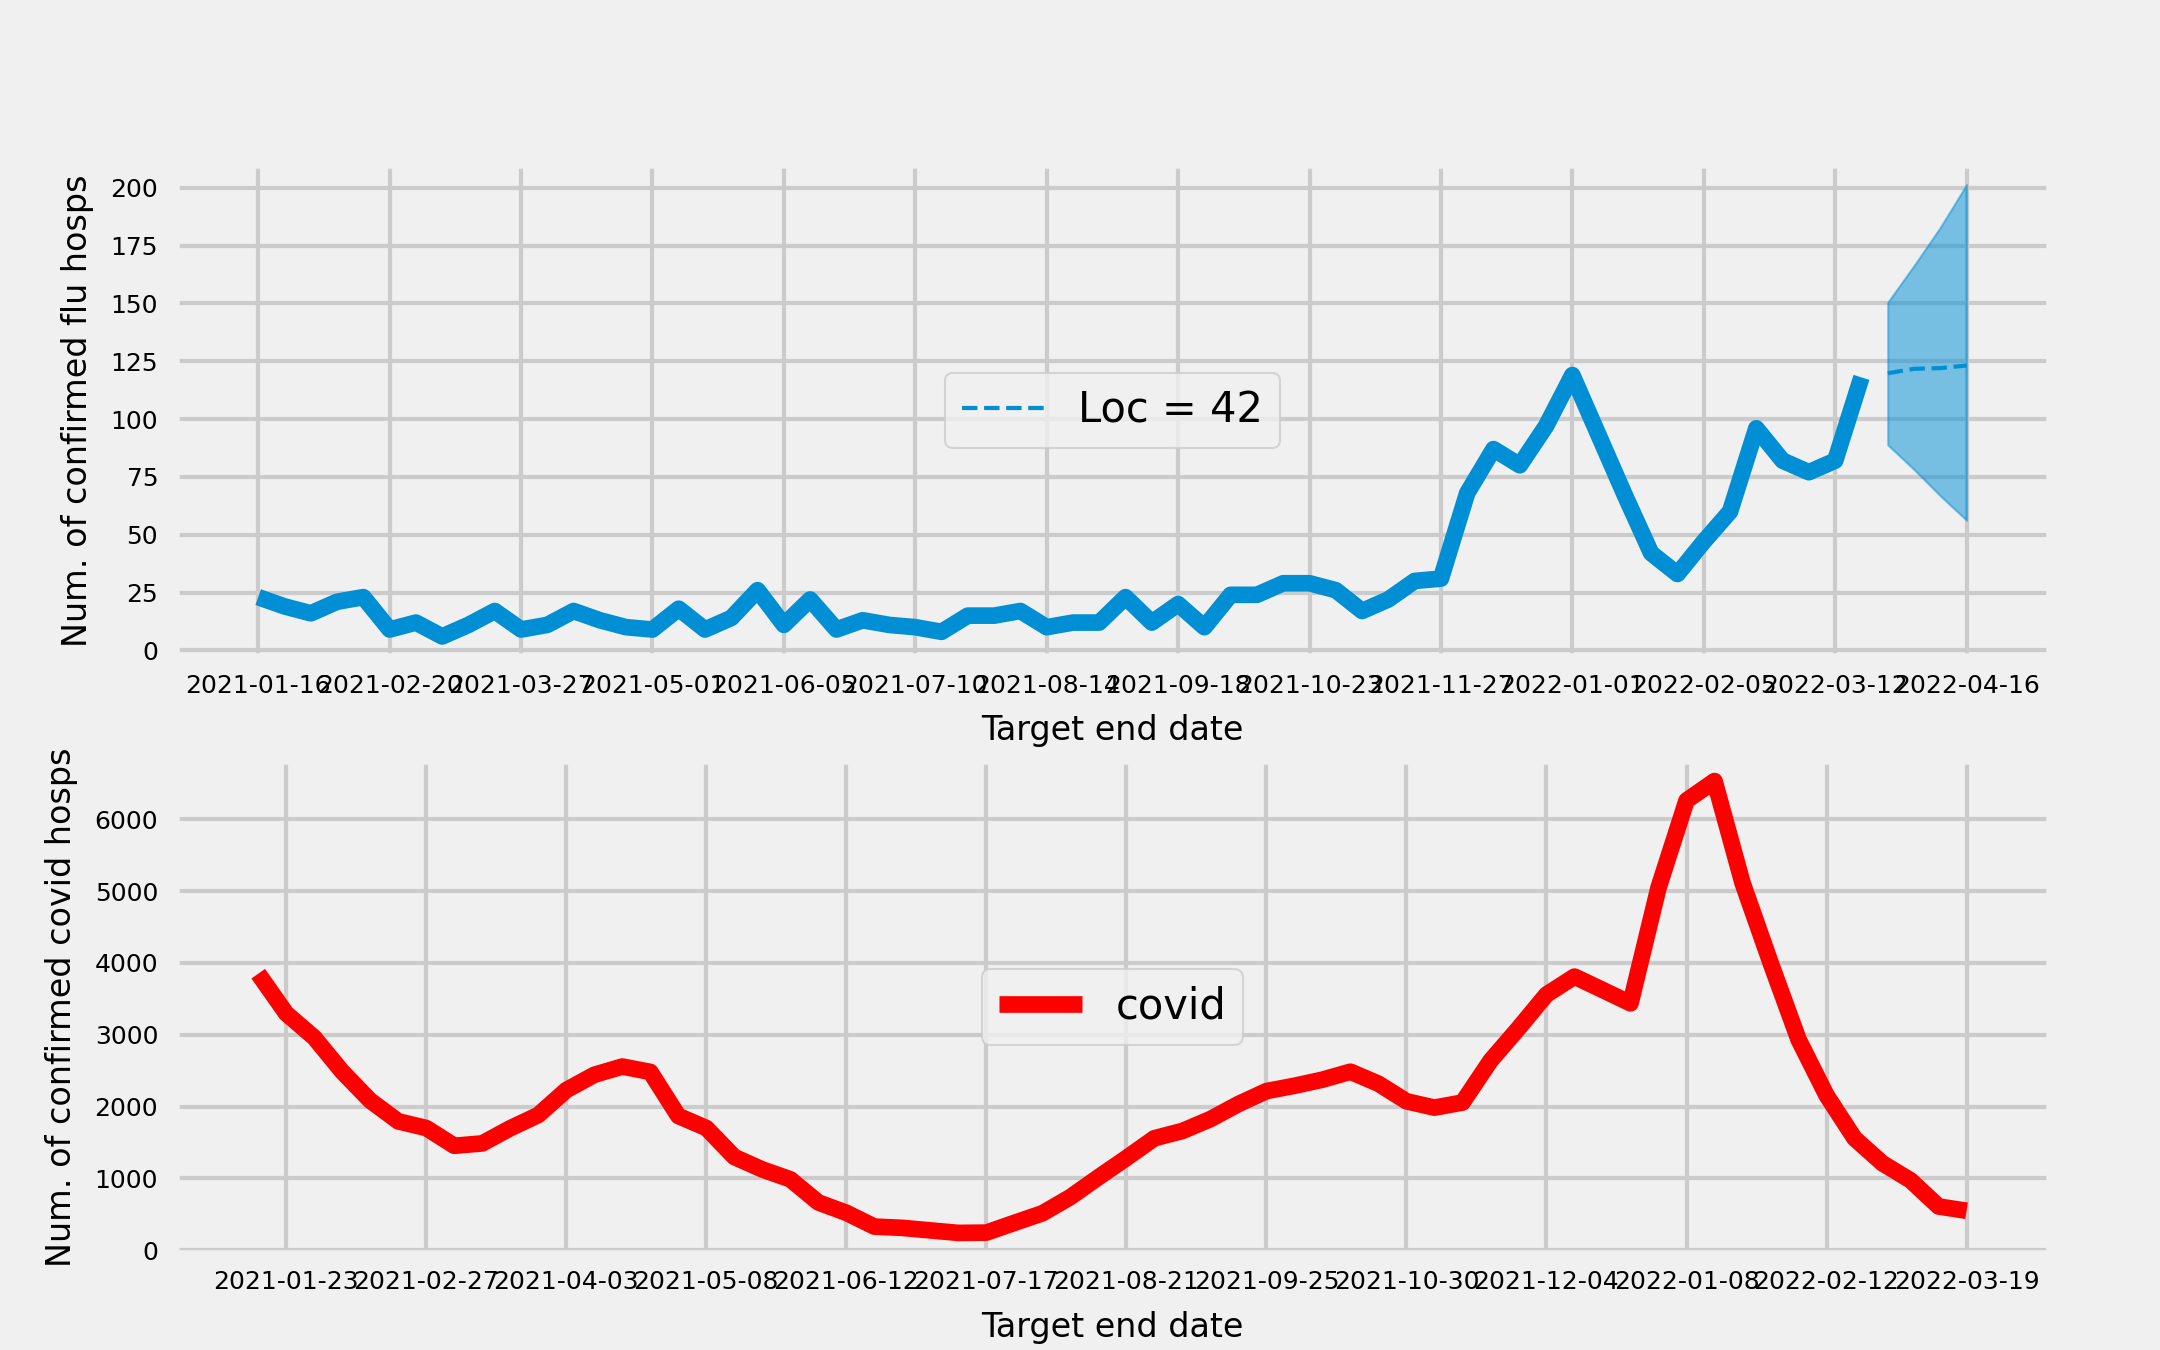 Num. of confirmed flu hosps
200
175
150
125
100
75
50
25
0
Loc = 42
2021-01-16 2021-02-20 2021-03-27 2021-05-01 2021-06-05 2021-07-10 2021-08-14 2021-09-18 2021-10-23 2021-11-27 2022-01-01 2022-02-05 2022-03-12 2022-04-16
Target end date
Num. of confirmed covid hosps
6000
5000
4000
3000
2000
1000
0
covid
2021-01-23 2021-02-27 2021-04-03 2021-05-08 2021-06-12 2021-07-17 2021-08-21 2021-09-25 2021-10-30 2021-12-04 2022-01-08 2022-02-12 2022-03-19
Target end date